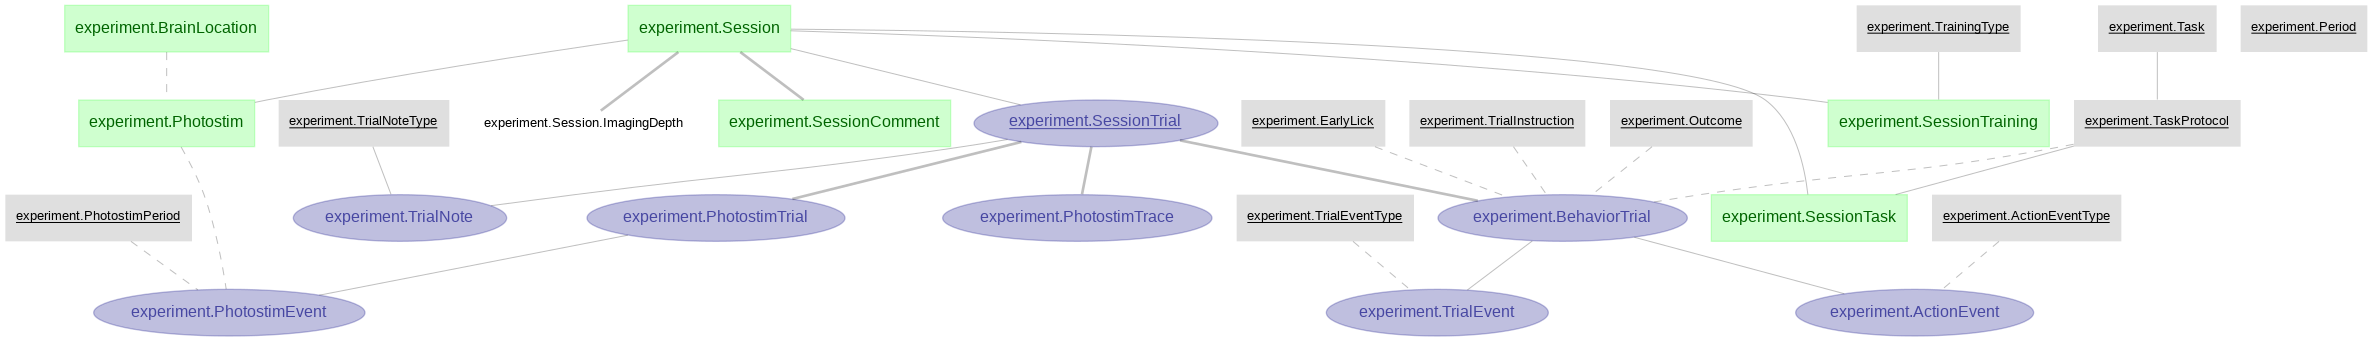 experiment.BrainLocation
experiment.Session
experiment.TrainingType
experiment.Task
experiment.Period
experiment.Photostim
experiment.TrialNoteType
experiment.Session.ImagingDepth
experiment.SessionComment
experiment.SessionTrial
experiment.EarlyLick
experiment.TrialInstruction
experiment.Outcome
experiment.SessionTraining
experiment.TaskProtocol
experiment.PhotostimPeriod
experiment.TrialNote
experiment.PhotostimTrial
experiment.PhotostimTrace
experiment.TrialEventType
experiment.BehaviorTrial
experiment.SessionTask
experiment.ActionEventType
experiment.PhotostimEvent
experiment.TrialEvent
experiment.ActionEvent